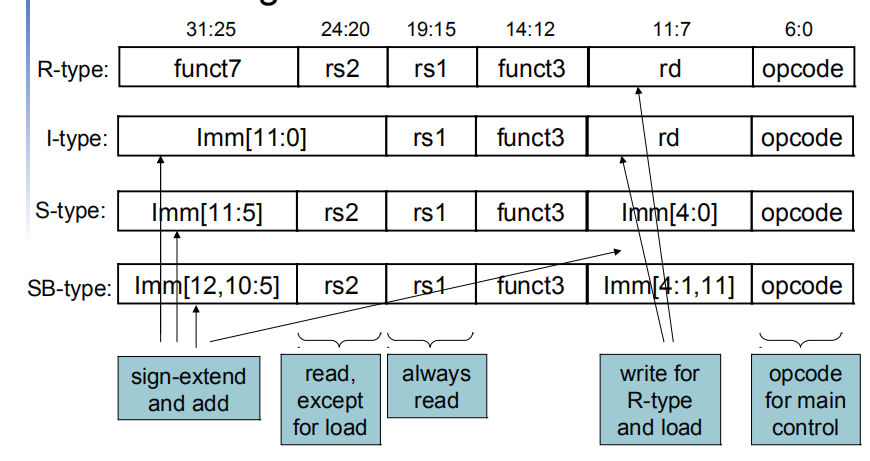 31:25 24:20 19:15 14:12 11:7 6:0
R-type: funct7 rs2 rs1 funct3 rd opcode
I-type: Imm[11:0] rs1 funct3 rd opcode
S-type: Imm[11:5] rs2 rs1 funct3 Imm[4:0] opcode
SB-type: Imm[12,10:5] rs2 rs1 funct3 Imm[4:1,11] opcode
sign-extend
and add
read,
except
for load
always
read
write for
R-type
and load
opcode
for main
control